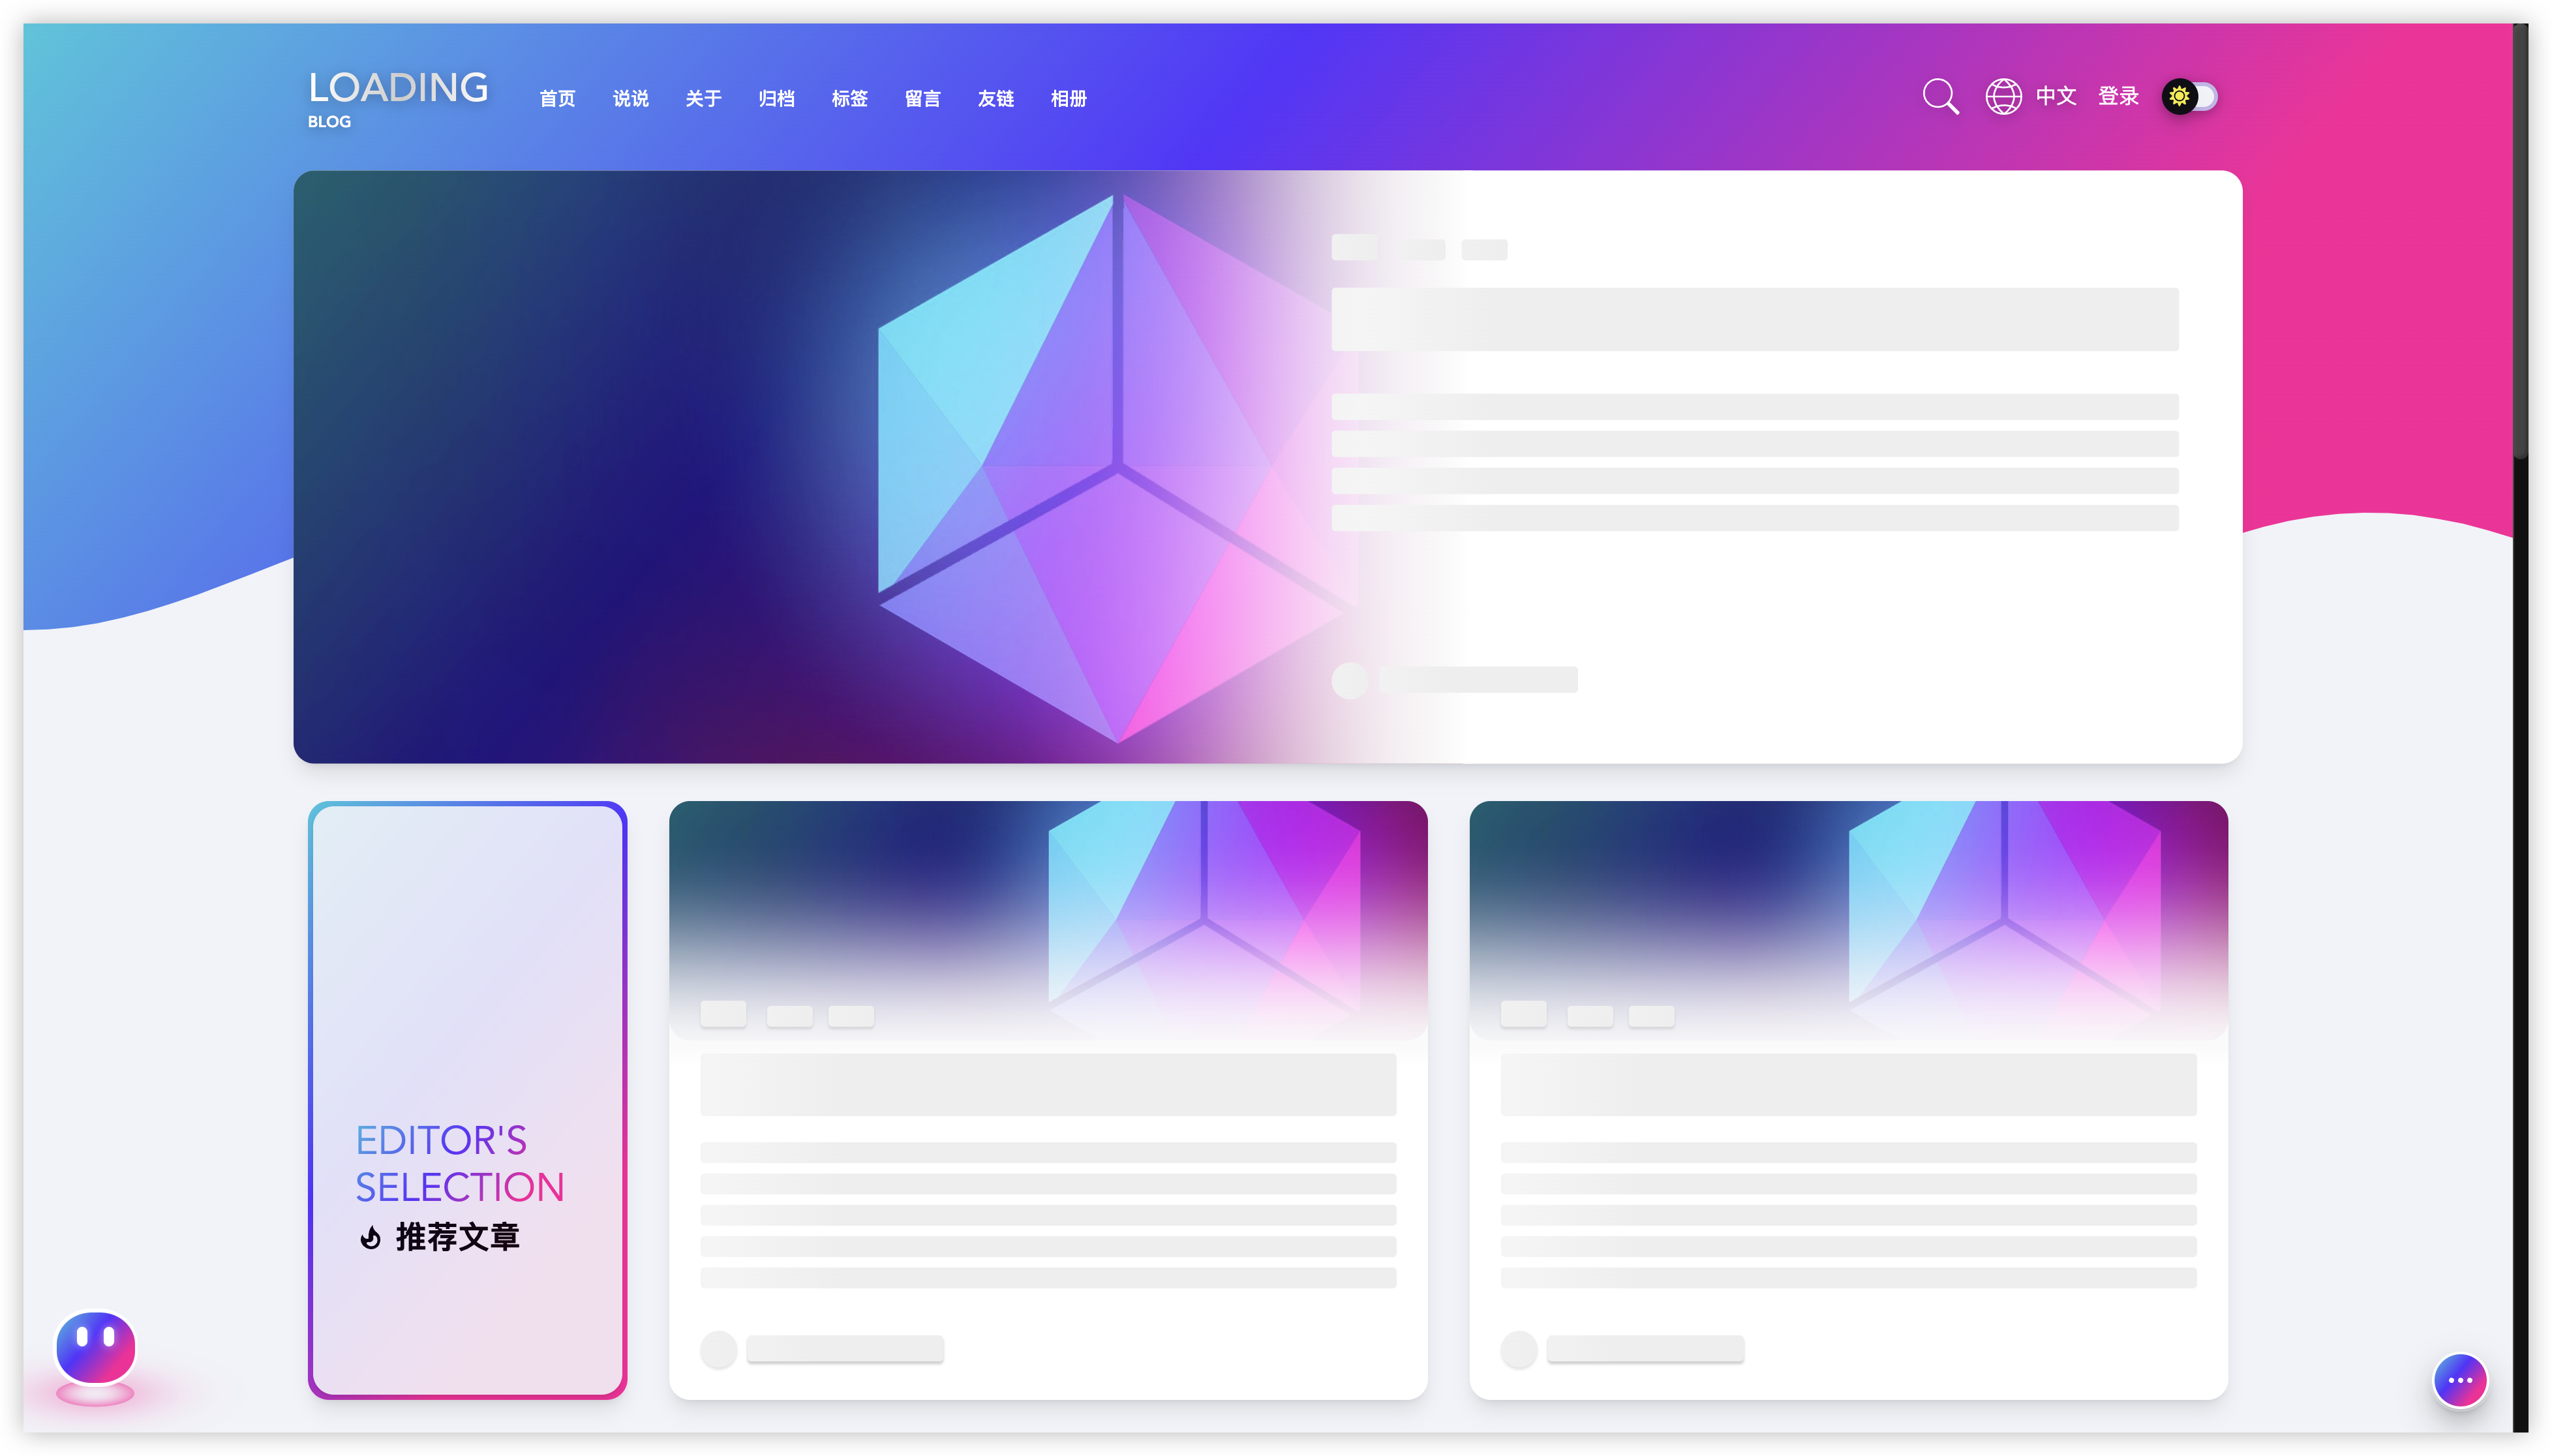 LOADING
BLOG
首页 说说 关于 归档 标签 留言 友链 相册
中文 登录
EDITOR'S
SELECTION
推荐文章